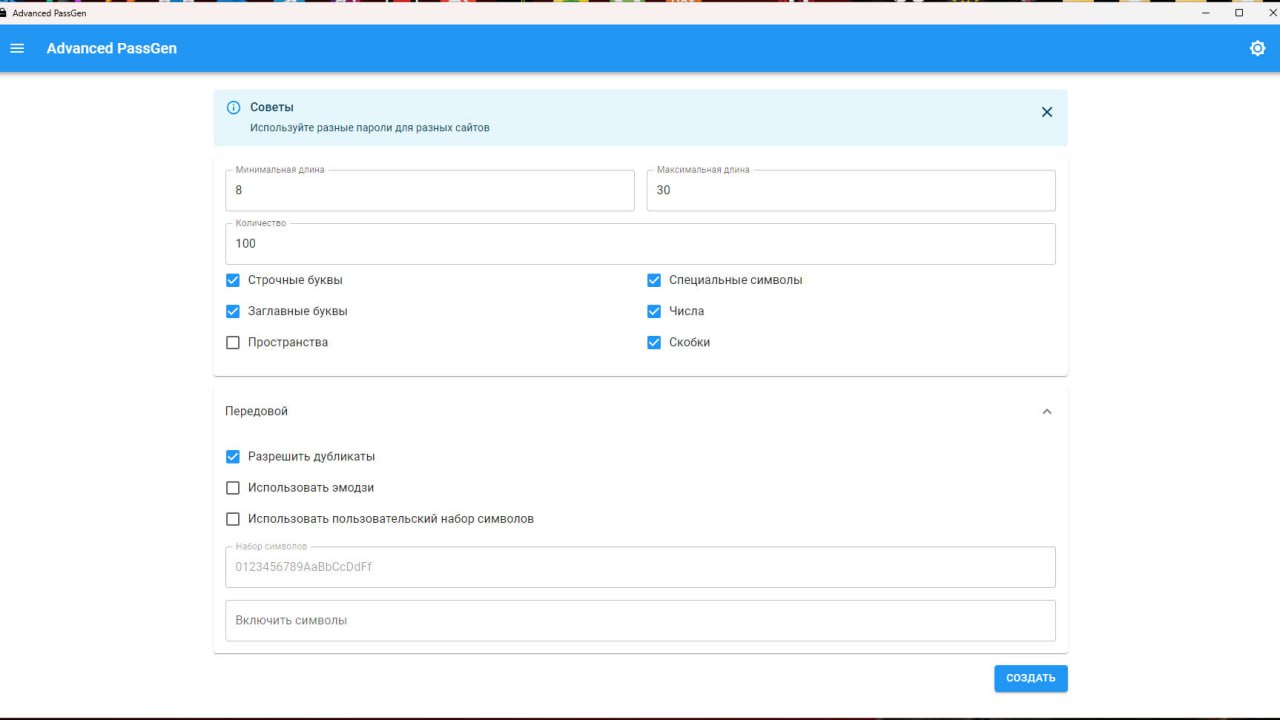 Advanced PassGen
Advanced PassGen
Советы
Используйте разные пароли для разных сайтов
Минимальная длина
8
Максимальная длина
30
Количество
100
Строчные буквы
Специальные символы
Заглавные буквы
Числа
Пространства
Скобки
Передовой
Разрешить дубликаты
Использовать эмодзи
Использовать пользовательский набор символов
Набор символов
0123456789AaBbCcDdFf
Включить символы
СОЗДАТЬ